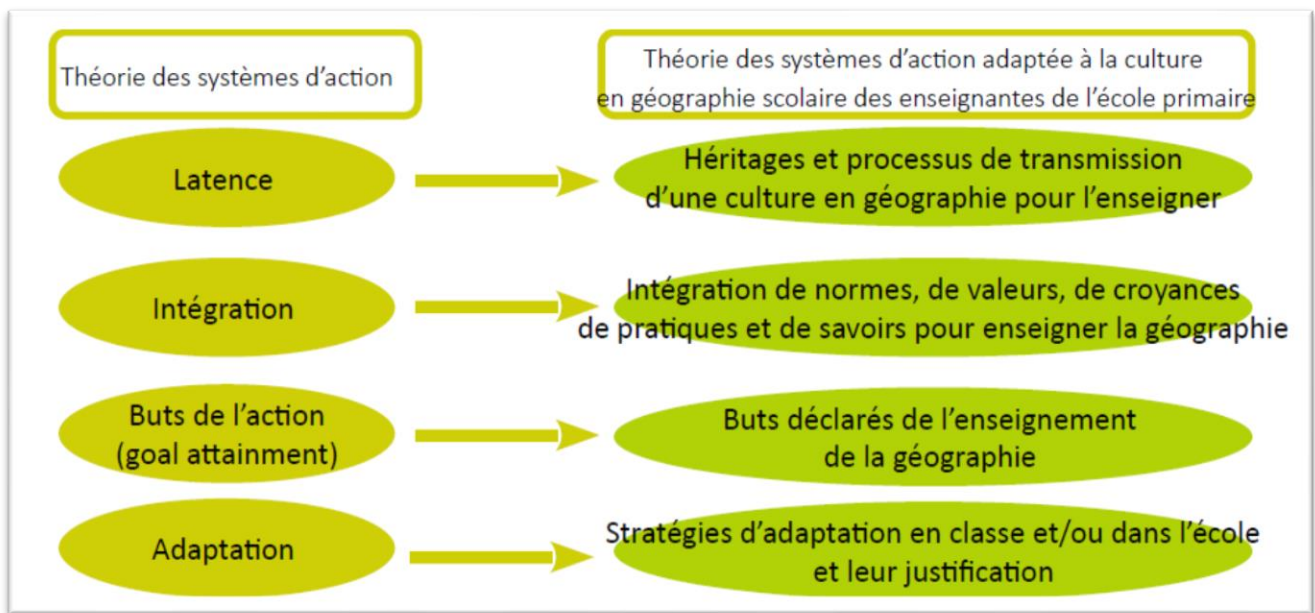 Théorie des systèmes d'action
Théorie des systèmes d'action adaptée à la culture
en géographie scolaire des enseignantes de l'école primaire
Latence
Héritages et processus de transmission
d'une culture en géographie pour l'enseigner
Intégration
Intégration de normes, de valeurs, de croyances
de pratiques et de savoirs pour enseigner la géographie
Buts de l'action
(goal attainment)
Buts déclarés de l'enseignement
de la géographie
Adaptation
Stratégies d'adaptation en classe et/ou dans l'école
et leur justification